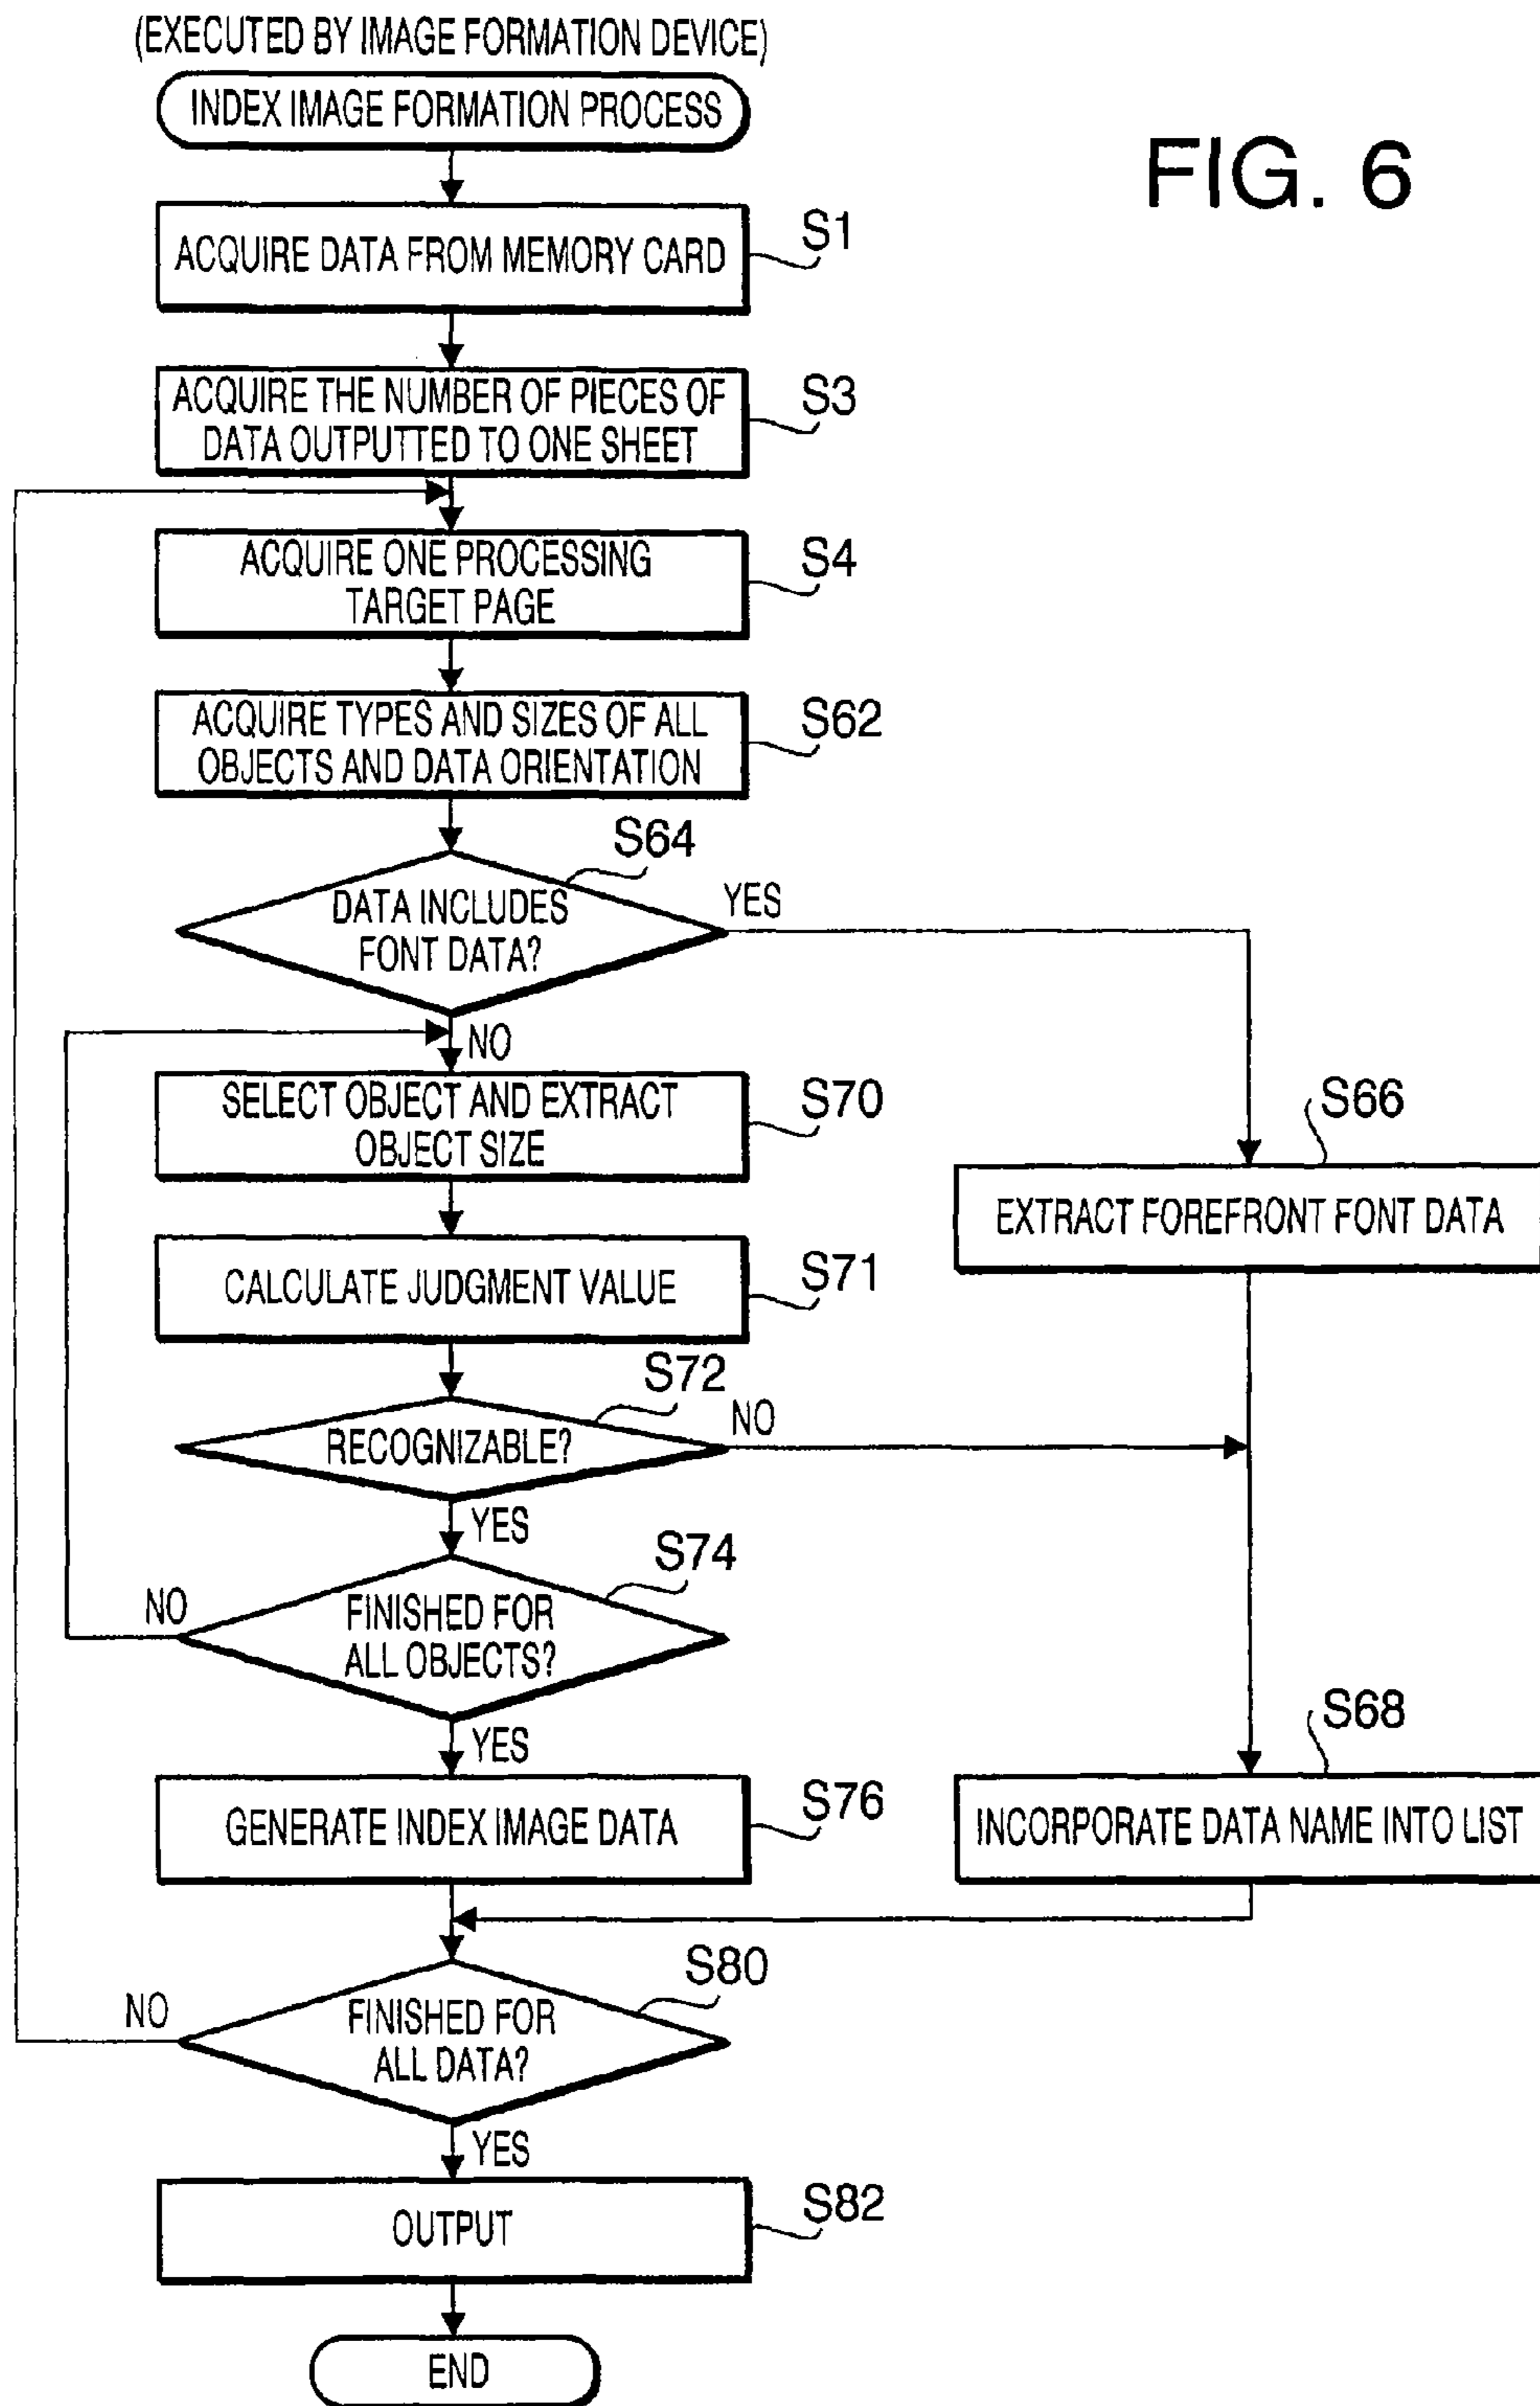 (EXECUTED BY IMAGE FORMATION DEVICE)
INDEX IMAGE FORMATION PROCESS
FIG. 6
ACQUIRE DATA FROM MEMORY CARD
S1
ACQUIRE THE NUMBER OF PIECES OF
DATA OUTPUTTED TO ONE SHEET
S3
ACQUIRE ONE PROCESSING
TARGET PAGE
S4
ACQUIRE TYPES AND SIZES OF ALL
OBJECTS AND DATA ORIENTATION
S62
S64
DATA INCLUDES
FONT DATA?
YES
NO
SELECT OBJECT AND EXTRACT
OBJECT SIZE
S70
S66
EXTRACT FOREFRONT FONT DATA
CALCULATE JUDGMENT VALUE
S71
S72
RECOGNIZABLE?
NO
YES
S74
FINISHED FOR
ALL OBJECTS?
NO
YES
GENERATE INDEX IMAGE DATA
S76
S68
INCORPORATE DATA NAME INTO LIST
S80
FINISHED FOR
ALL DATA?
NO
YES
OUTPUT
S82
END